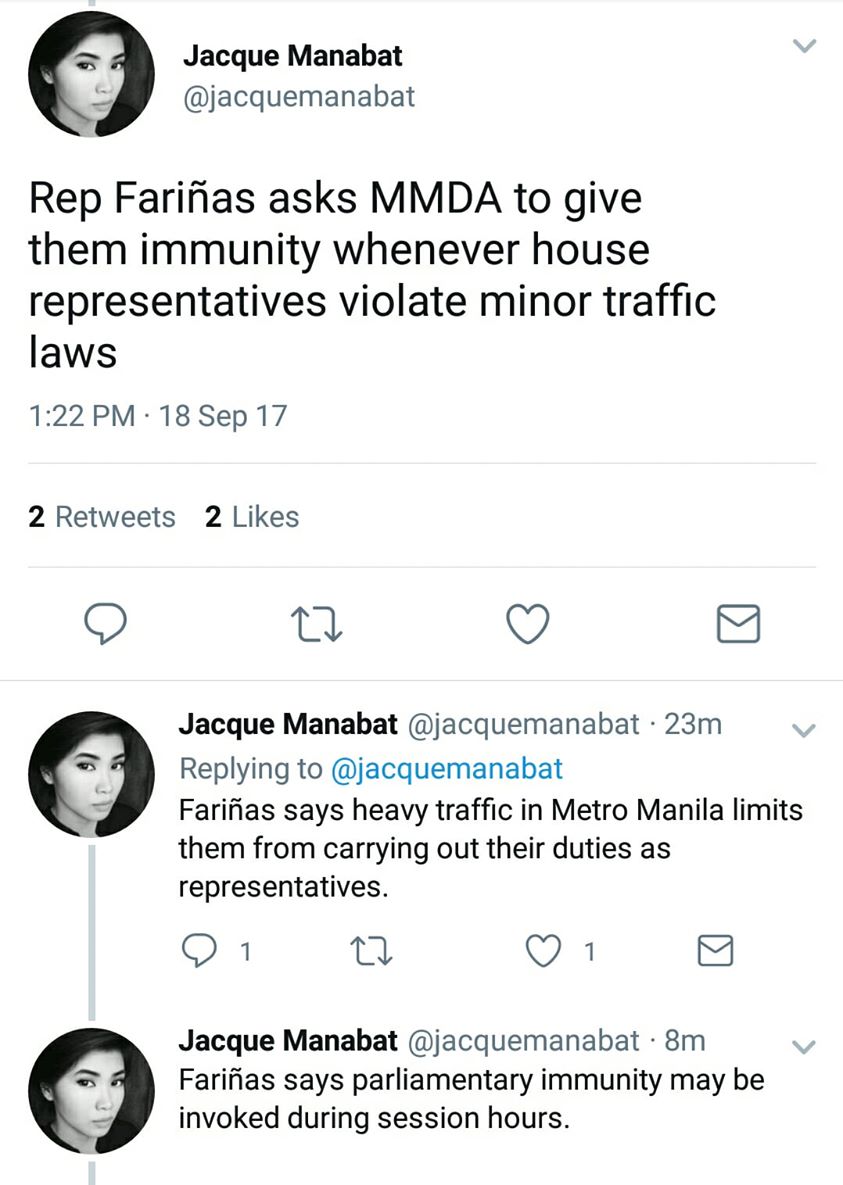 Jacque Manabat
@jacquemanabat
Rep Fariñas asks MMDA to give
them immunity whenever house
representatives violate minor traffic
laws
1:22 PM · 18 Sep 17
2 Retweets 2 Likes
Jacque Manabat @jacquemanabat · 23m
Replying to @jacquemanabat
Fariñas says heavy traffic in Metro Manila limits
them from carrying out their duties as
representatives.
1 1
Jacque Manabat @jacquemanabat · 8m
Fariñas says parliamentary immunity may be
invoked during session hours.